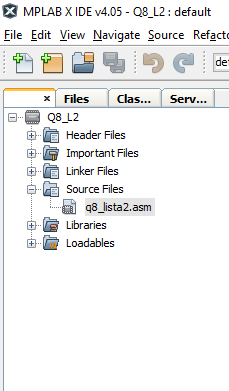 MPLAB X IDE v4.05 - Q8_L2 : default
File Edit View Navigate Source Refacto
def
Files Clas... Serv...
Q8_L2
Header Files
Important Files
Linker Files
Source Files
q8_lista2.asm
Libraries
Loadables